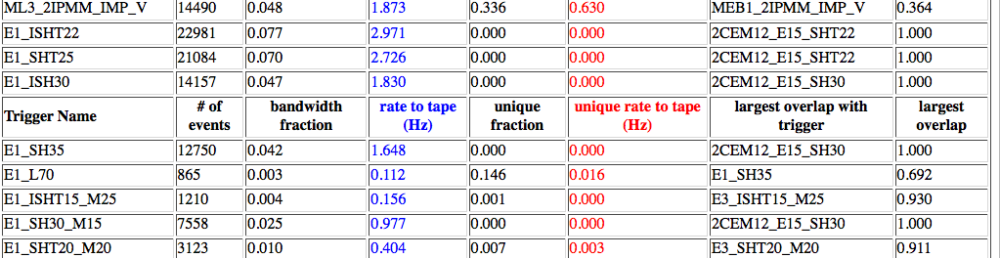 ML3_2IPMM_IMP_V 14490 0.048 1.873 0.336 0.630 MEB1_2IPMM_IMP_V 0.364
E1_ISHT22 22981 0.077 2.971 0.000 0.000 2CEM12_E15_SHT22 1.000
E1_SHT25 21084 0.070 2.726 0.000 0.000 2CEM12_E15_SHT22 1.000
E1_ISH30 14157 0.047 1.830 0.000 0.000 2CEM12_E15_SH30 1.000
Trigger Name # of events bandwidth fraction rate to tape (Hz) unique fraction unique rate to tape (Hz) largest overlap with trigger largest overlap
E1_SH35 12750 0.042 1.648 0.000 0.000 2CEM12_E15_SH30 1.000
E1_L70 865 0.003 0.112 0.146 0.016 E1_SH35 0.692
E1_ISHT15_M25 1210 0.004 0.156 0.001 0.000 E3_ISHT15_M25 0.930
E1_SH30_M15 7558 0.025 0.977 0.000 0.000 2CEM12_E15_SH30 1.000
E1_SHT20_M20 3123 0.010 0.404 0.007 0.003 E3_SHT20_M20 0.911